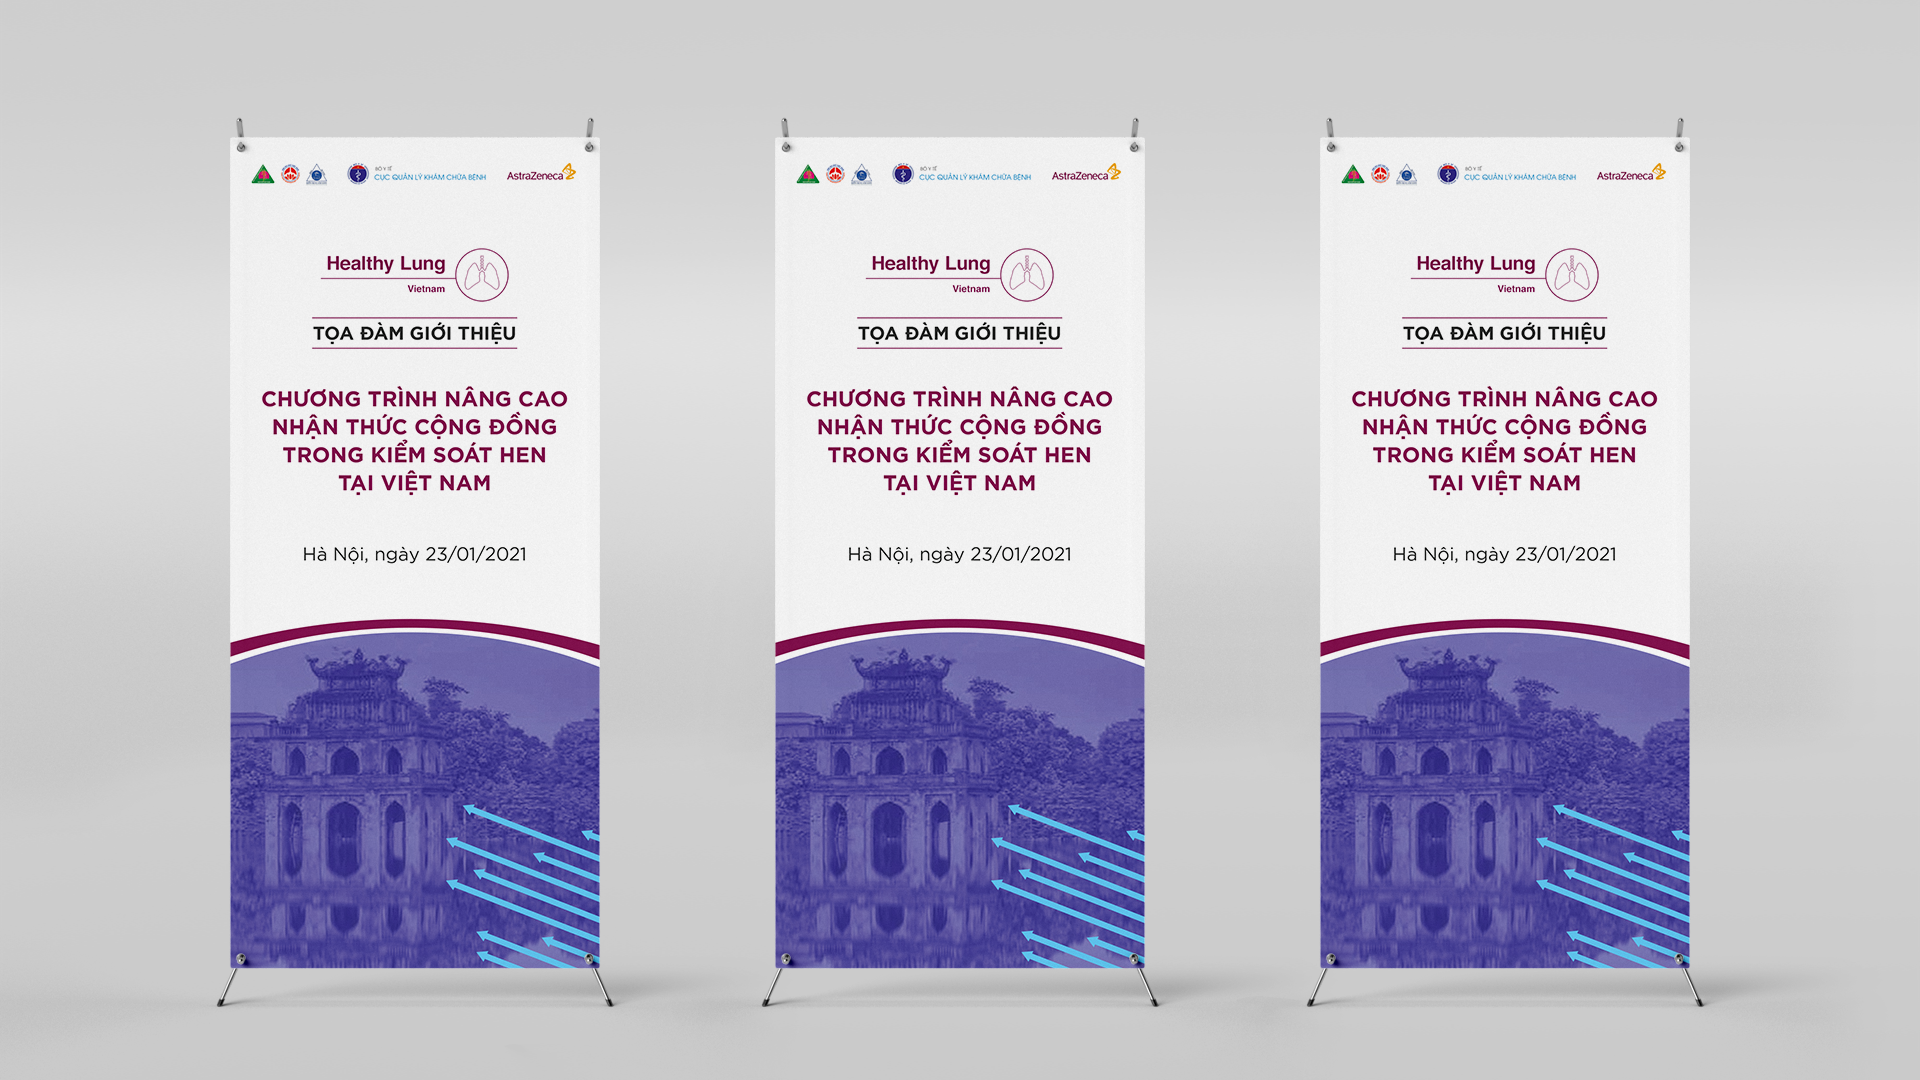 BỘ Y TẾ
CỤC QUẢN LÝ KHÁM CHỮA BỆNH
AstraZeneca
Healthy Lung
Vietnam
TỌA ĐÀM GIỚI THIỆU
CHƯƠNG TRÌNH NÂNG CAO
NHẬN THỨC CỘNG ĐỒNG
TRONG KIỂM SOÁT HEN
TẠI VIỆT NAM
Hà Nội, ngày 23/01/2021
BỘ Y TẾ
CỤC QUẢN LÝ KHÁM CHỮA BỆNH
AstraZeneca
Healthy Lung
Vietnam
TỌA ĐÀM GIỚI THIỆU
CHƯƠNG TRÌNH NÂNG CAO
NHẬN THỨC CỘNG ĐỒNG
TRONG KIỂM SOÁT HEN
TẠI VIỆT NAM
Hà Nội, ngày 23/01/2021
BỘ Y TẾ
CỤC QUẢN LÝ KHÁM CHỮA BỆNH
AstraZeneca
Healthy Lung
Vietnam
TỌA ĐÀM GIỚI THIỆU
CHƯƠNG TRÌNH NÂNG CAO
NHẬN THỨC CỘNG ĐỒNG
TRONG KIỂM SOÁT HEN
TẠI VIỆT NAM
Hà Nội, ngày 23/01/2021